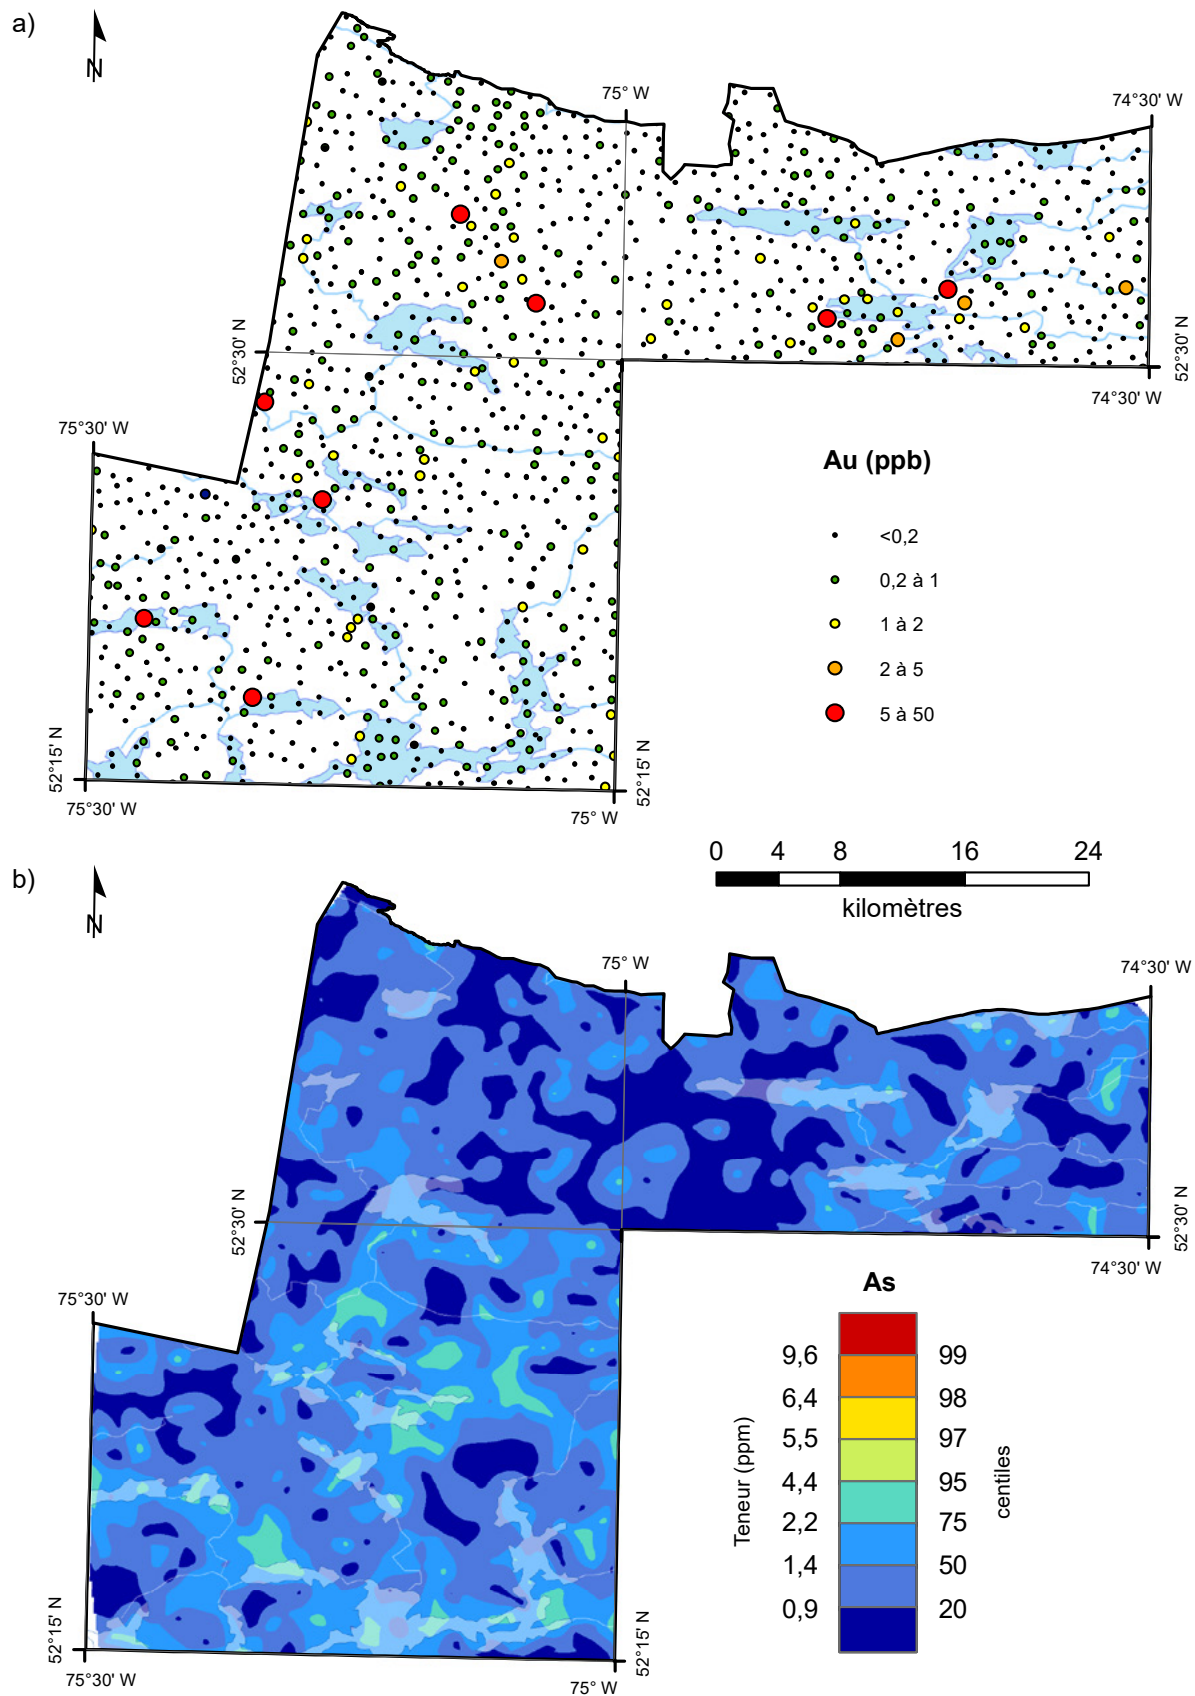 a)
N
75° W
74°30' W
52°30' N
52°30' N
74°30' W
75°30' W
Au (ppb)
<0,2
0,2 à 1
1 à 2
2 à 5
5 à 50
52°15' N
52°15' N
75°30' W
75° W
0 4 8 16 24
kilomètres
b)
N
75° W
74°30' W
52°30' N
52°30' N
74°30' W
75°30' W
As
9,6 99
6,4 98
5,5 97
4,4 95
2,2 75
1,4 50
0,9 20
Teneur (ppm)
centiles
52°15' N
52°15' N
75°30' W
75° W